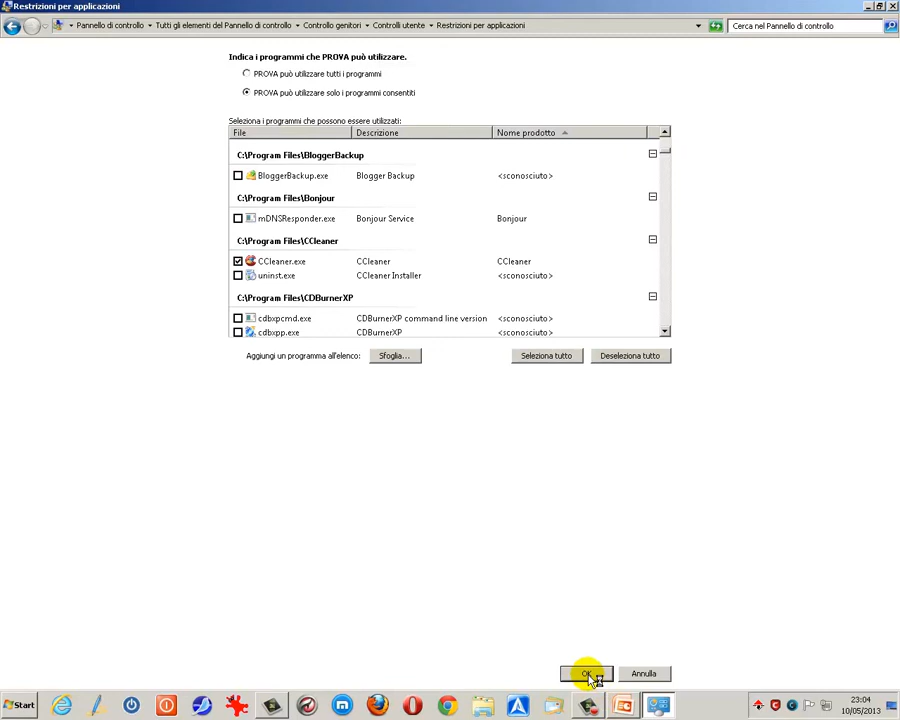 Restrizioni per applicazioni
Pannello di controllo Tutti gli elementi del Pannello di controllo Controllo genitori Controlli utente Restrizioni per applicazioni
Cerca nel Pannello di controllo
Indica i programmi che PROVA può utilizzare.
PROVA può utilizzare tutti i programmi
PROVA può utilizzare solo i programmi consentiti
Seleziona i programmi che possono essere utilizzati:
File Descrizione Nome prodotto
C:\Program Files\BloggerBackup
BloggerBackup.exe Blogger Backup <sconosciuto>
C:\Program Files\Bonjour
mDNSResponder.exe Bonjour Service Bonjour
C:\Program Files\CCleaner
CCleaner.exe CCleaner CCleaner
uninst.exe CCleaner Installer <sconosciuto>
C:\Program Files\CDBurnerXP
cdbxpcmd.exe CDBurnerXP command line version <sconosciuto>
cdbxpp.exe CDBurnerXP <sconosciuto>
Aggiungi un programma all'elenco: Sfoglia... Seleziona tutto Deseleziona tutto
OK Annulla
Start
23:04
10/05/2013